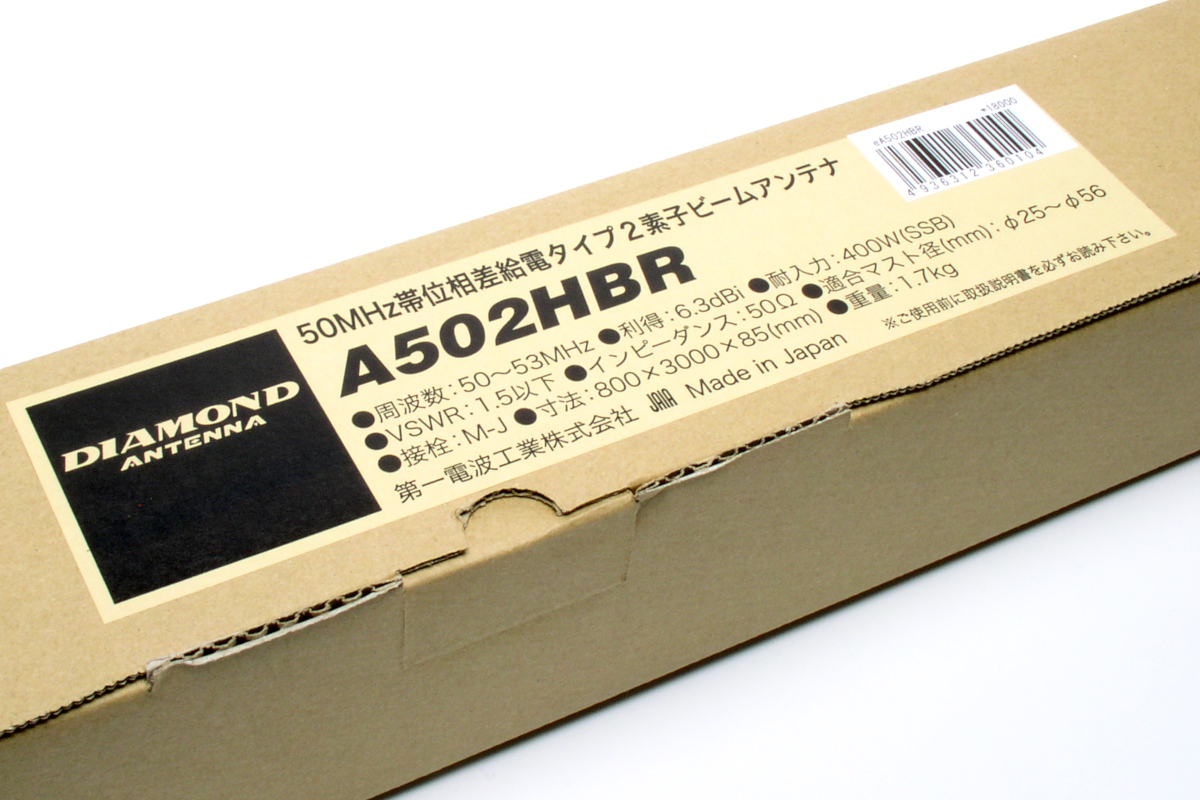 DIAMOND
ANTENNA
50MHz帯位相差給電タイプ2素子ビームアンテナ
A502HBR
●周波数:50～53MHz ●利得:6.3dBi ●耐入力:400W(SSB)
●VSWR:1.5以下 ●インピーダンス:50Ω ●適合マスト径(mm):φ25～φ56
●接栓:M-J ●寸法:800×3000×85(mm) ●重量:1.7kg
第一電波工業株式会社 JAIA Made in Japan ※ご使用前に取扱説明書を必ずお読み下さい。
eA502HBR *18000
4936312 360104